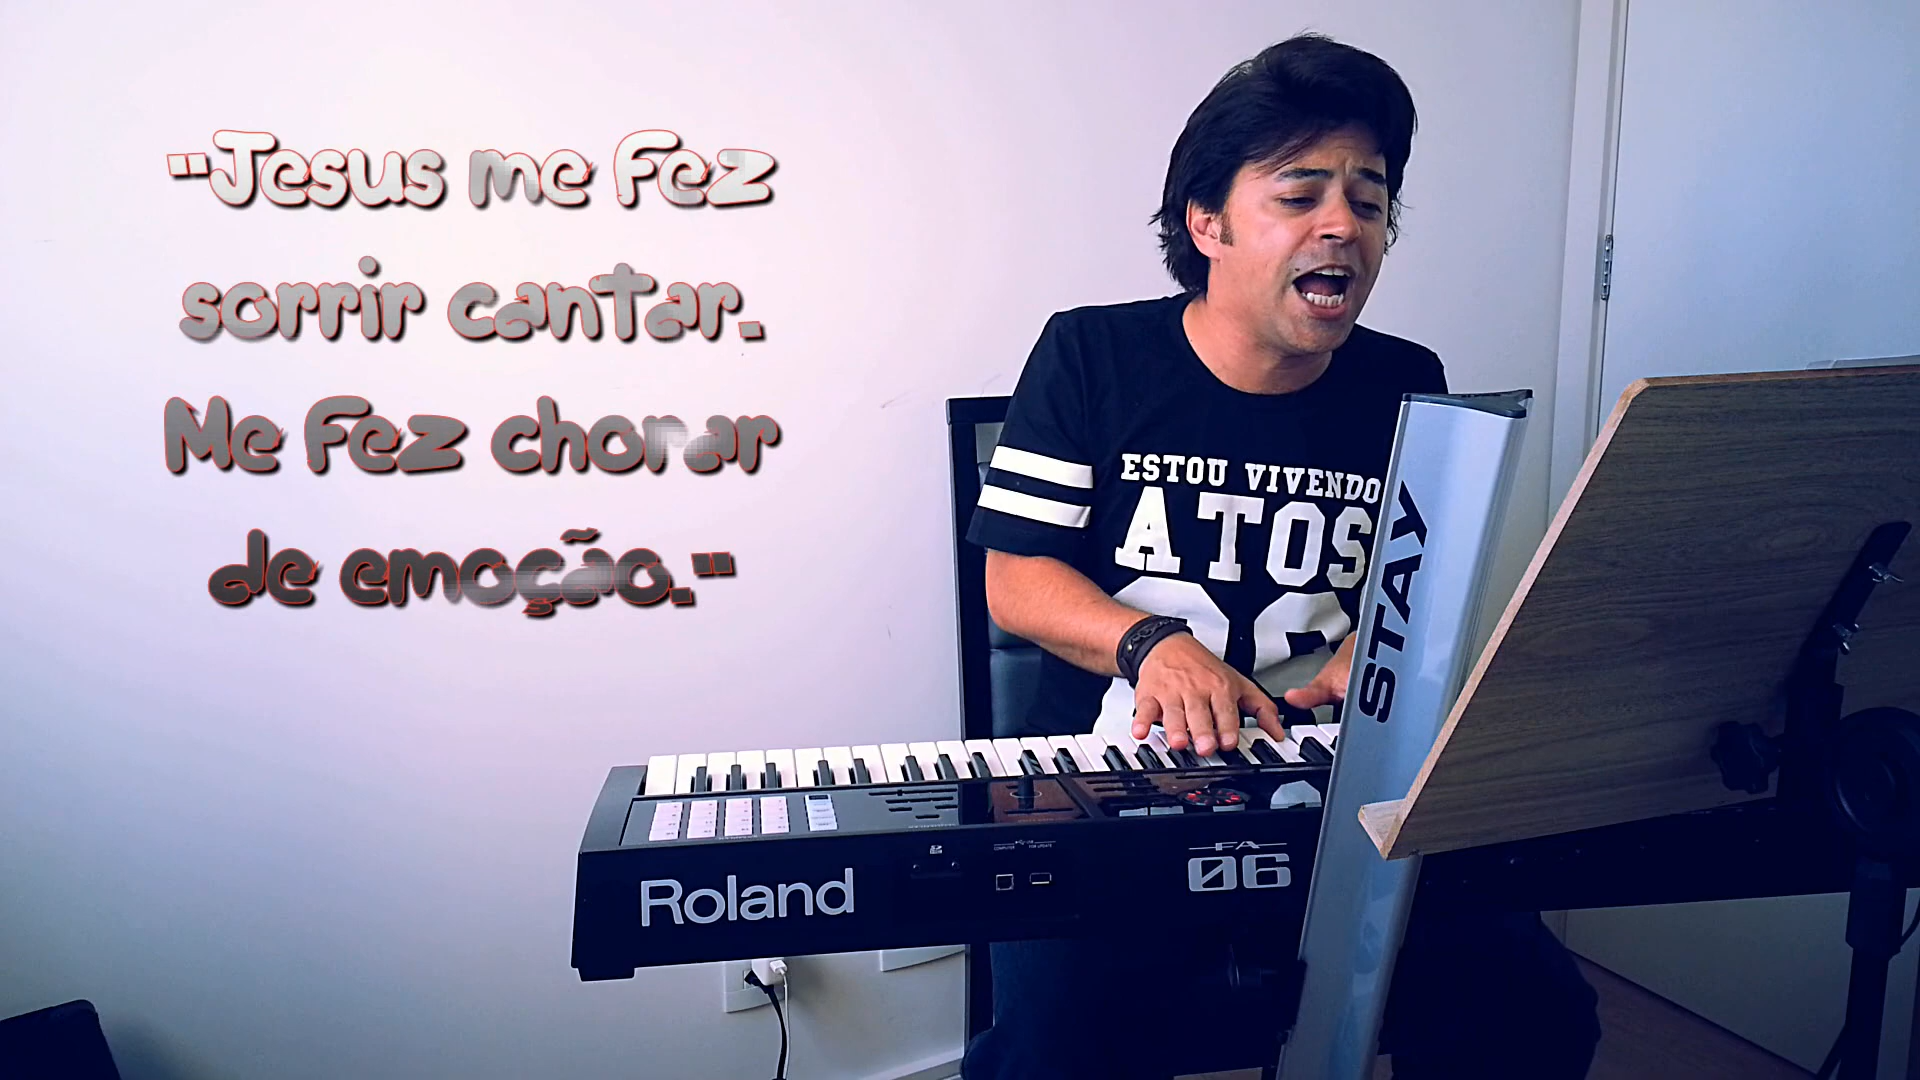 "Jesus me fez
sorrir cantar.
Me fez chorar
de emoção."
ESTOU VIVENDO
ATOS
STAY
Roland
FA
06